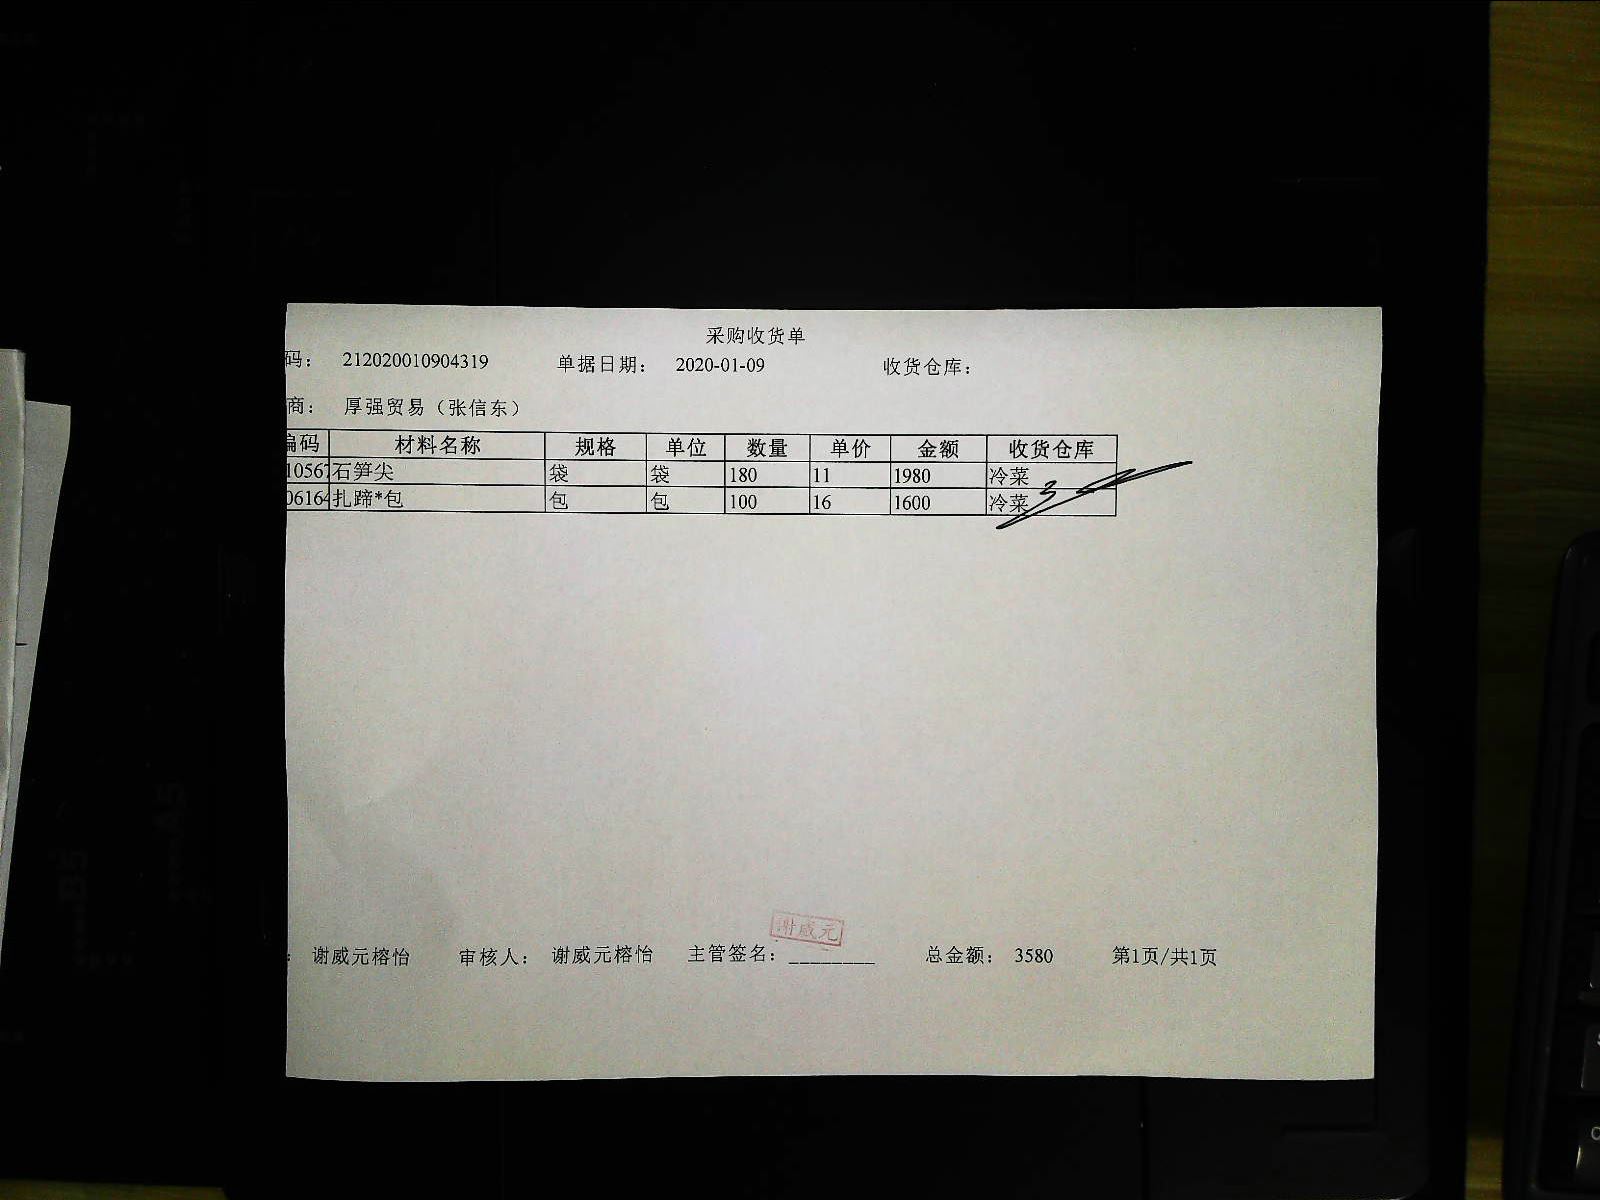 采购收货单
码： 212020010904319 单据日期： 2020-01-09 收货仓库：
商： 厚强贸易（张信东）
编码 材料名称 规格 单位 数量 单价 金额 收货仓库
10567 石笋尖 袋 袋 180 11 1980 冷菜
06164 扎蹄*包 包 包 100 16 1600 冷菜
谢威元
： 谢威元榕怡 审核人： 谢威元榕怡 主管签名：________ 总金额： 3580 第1页/共1页